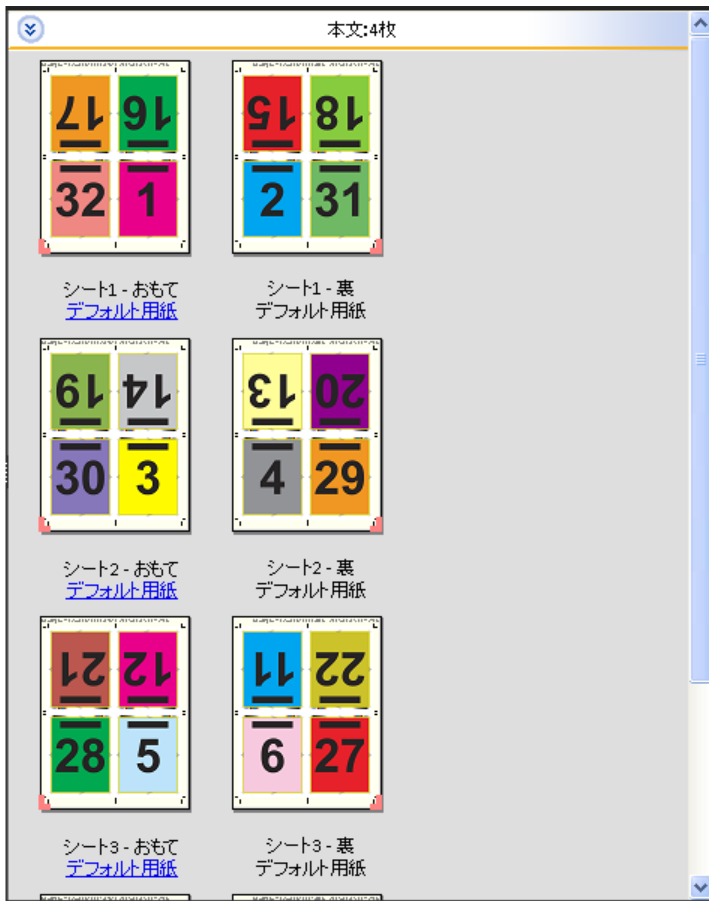 本文:4枚
17 16
32 1
15 18
2 31
シート1 - おもて
デフォルト用紙
シート1 - 裏
デフォルト用紙
19 14
30 3
13 20
4 29
シート2 - おもて
デフォルト用紙
シート2 - 裏
デフォルト用紙
21 12
28 5
11 22
6 27
シート3 - おもて
デフォルト用紙
シート3 - 裏
デフォルト用紙